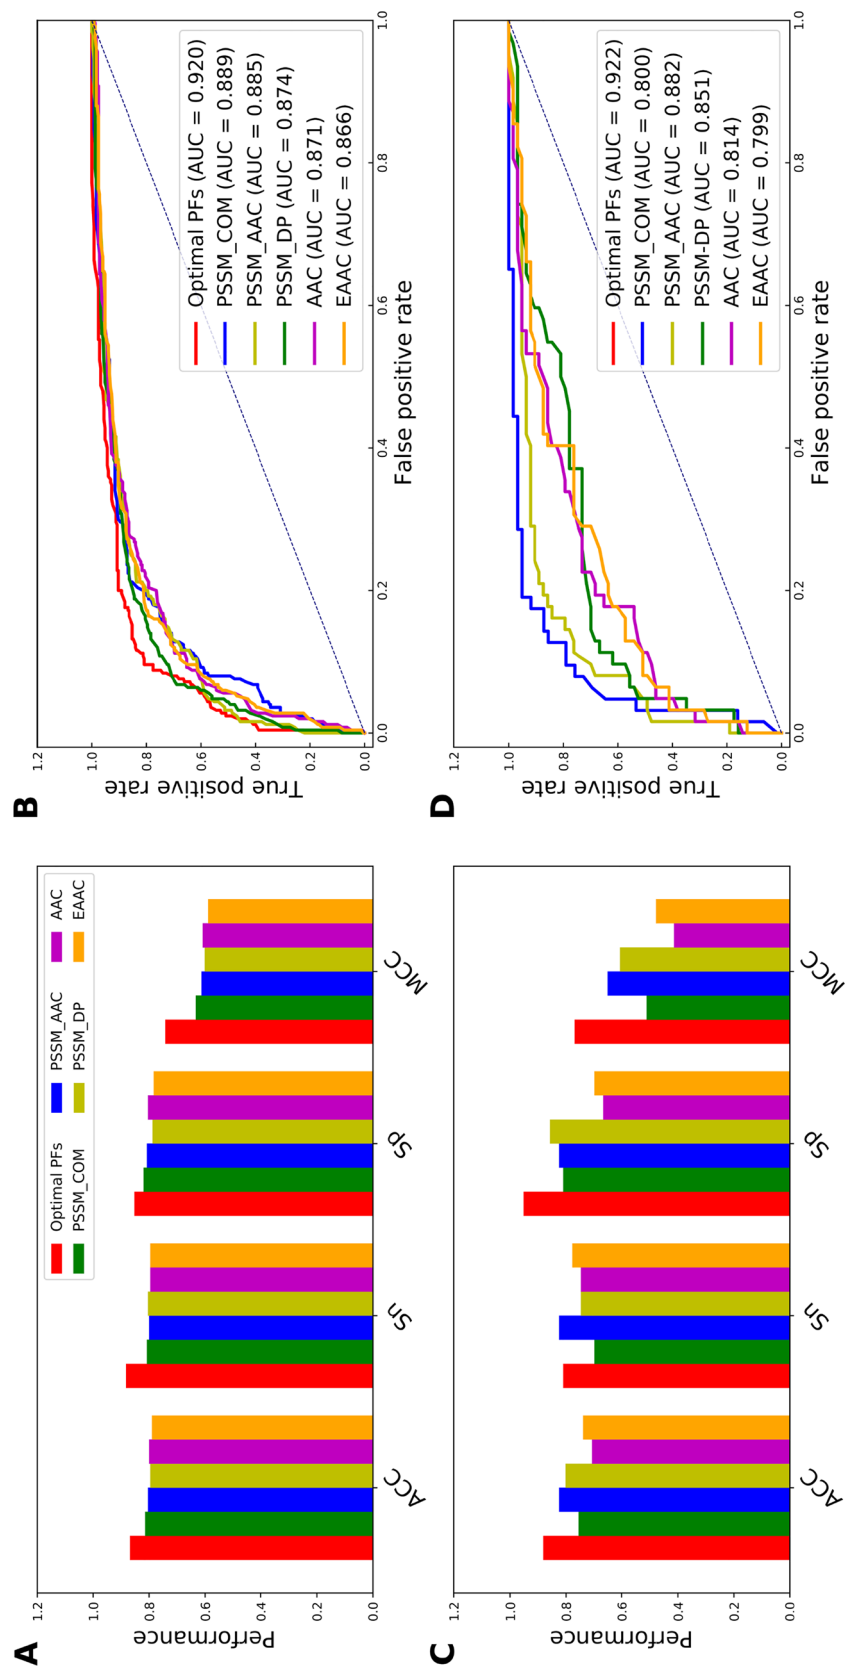 A
1.2
1.0
0.8
0.6
0.4
0.2
0.0
Performance
Optimal PFs
PSSM_COM
PSSM_AAC
PSSM_DP
AAC
EAAC
ACC
Sn
Sp
MCC
B
1.2
1.0
0.8
0.6
0.4
0.2
0.0
True positive rate
Optimal PFs (AUC = 0.920)
PSSM_COM (AUC = 0.889)
PSSM_AAC (AUC = 0.885)
PSSM_DP (AUC = 0.874)
AAC (AUC = 0.871)
EAAC (AUC = 0.866)
0.0 0.2 0.4 0.6 0.8 1.0
False positive rate
C
1.2
1.0
0.8
0.6
0.4
0.2
0.0
Performance
ACC
Sn
Sp
MCC
D
1.2
1.0
0.8
0.6
0.4
0.2
0.0
True positive rate
Optimal PFs (AUC = 0.922)
PSSM_COM (AUC = 0.800)
PSSM_AAC (AUC = 0.882)
PSSM-DP (AUC = 0.851)
AAC (AUC = 0.814)
EAAC (AUC = 0.799)
0.0 0.2 0.4 0.6 0.8 1.0
False positive rate